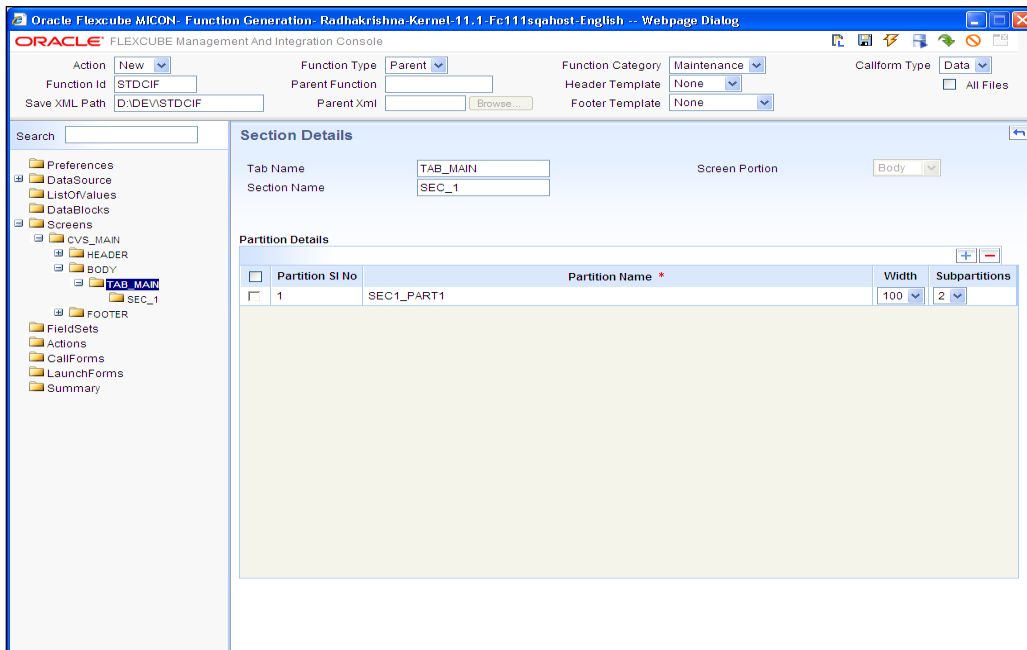 Oracle Flexcube MICON- Function Generation- Radhakrishna-Kernel-11.1-Fc111sqahost-English -- Webpage Dialog
ORACLE FLEXCUBE Management And Integration Console
Action New Function Type Parent Function Category Maintenance Callform Type Data
Function Id STDCIF Parent Function Header Template None All Files
Save XML Path D:\DEV\STDCIF Parent Xml Browse... Footer Template None
Search
Preferences
DataSource
ListOfValues
DataBlocks
Screens
CVS_MAIN
HEADER
BODY
TAB_MAIN
SEC_1
FOOTER
FieldSets
Actions
CallForms
LaunchForms
Summary
Section Details
Tab Name TAB_MAIN Screen Portion Body
Section Name SEC_1
Partition Details
Partition Sl No Partition Name * Width Subpartitions
1 SEC1_PART1 100 2